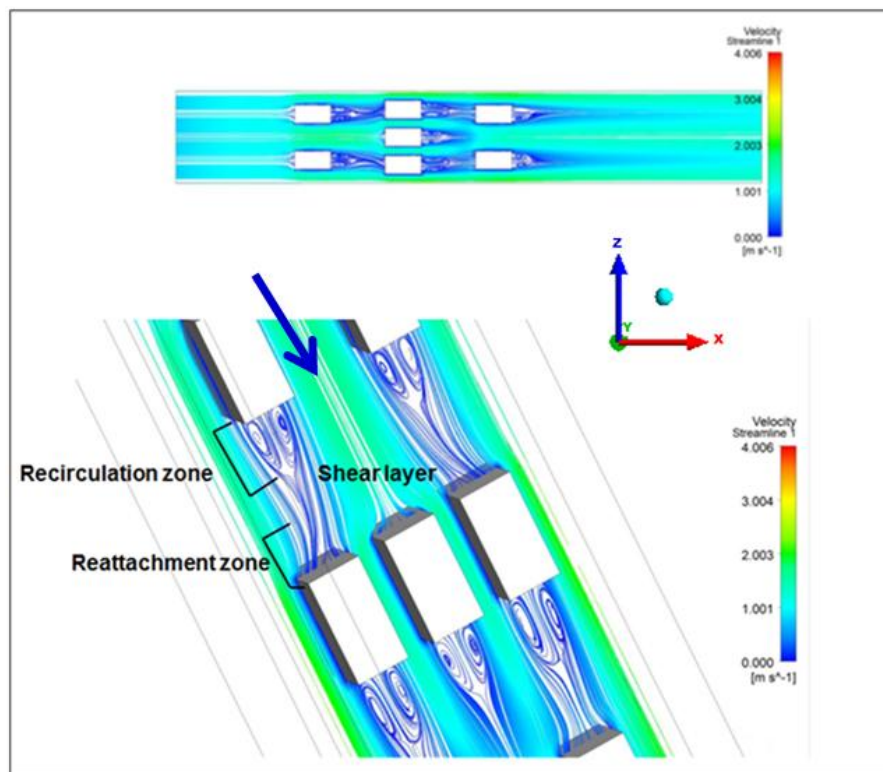 Velocity
Streamline 1
4.006
3.004
2.003
1.001
0.000
[m s^-1]
Z
Y
X
Velocity
Streamline 1
4.006
3.004
2.003
1.001
0.000
[m s^-1]
Recirculation zone
Shear layer
Reattachment zone